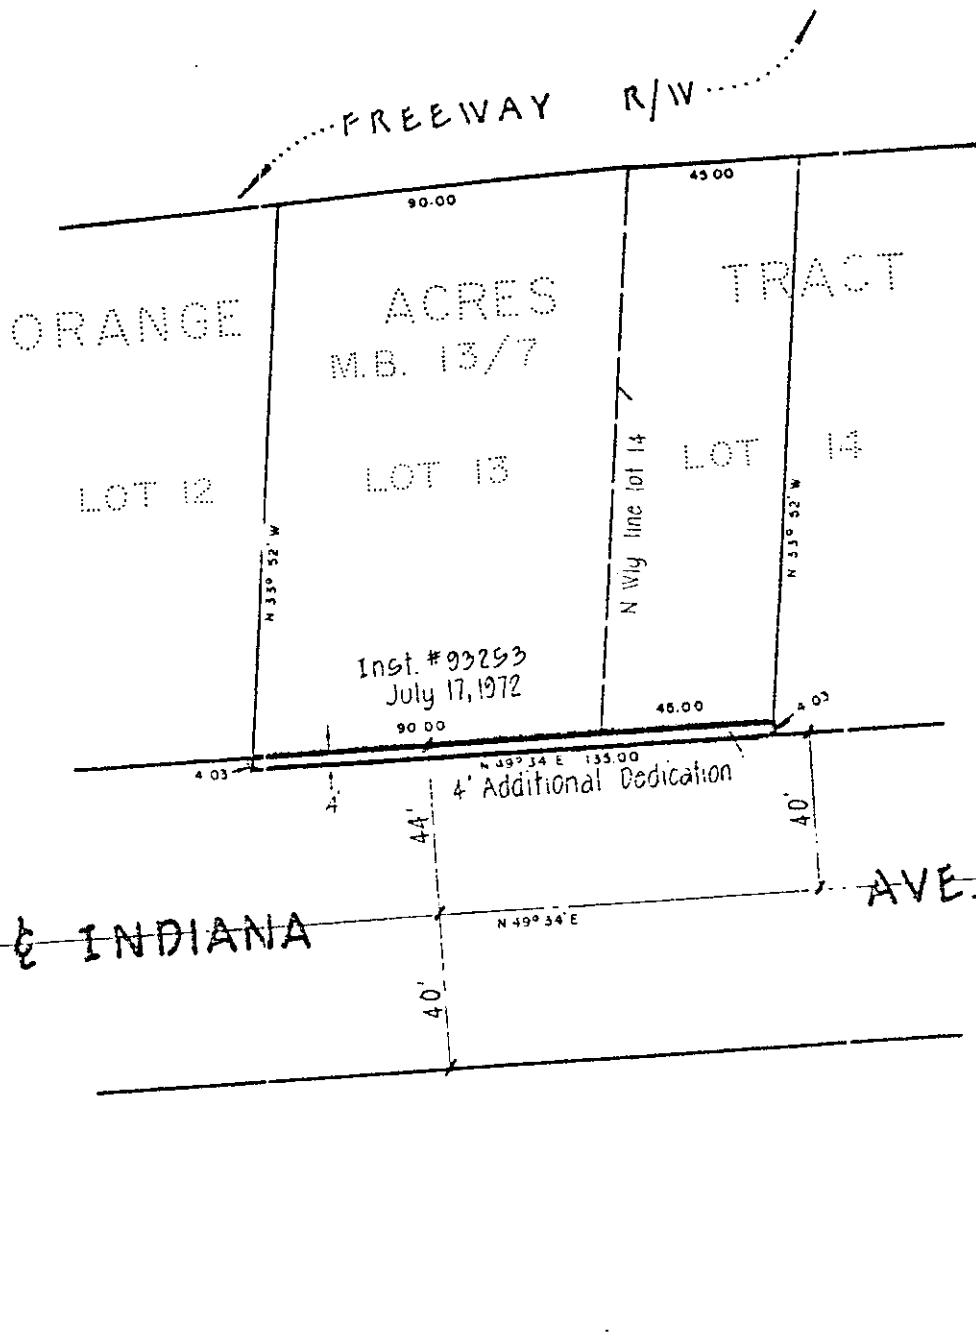 FREEWAY R/W
90.00
45.00
ORANGE ACRES TRACT
M.B. 13/7
LOT 12
LOT 13
LOT 14
N 33° 52' W
N Wly line lot 14
N 33° 52' W
Inst. #93253
July 17, 1972
90.00
45.00
4.03
4.03
N 49° 34' E 135.00
4' Additional Dedication
4'
44'
40'
℄ INDIANA AVE.
N 49° 34' E
40'